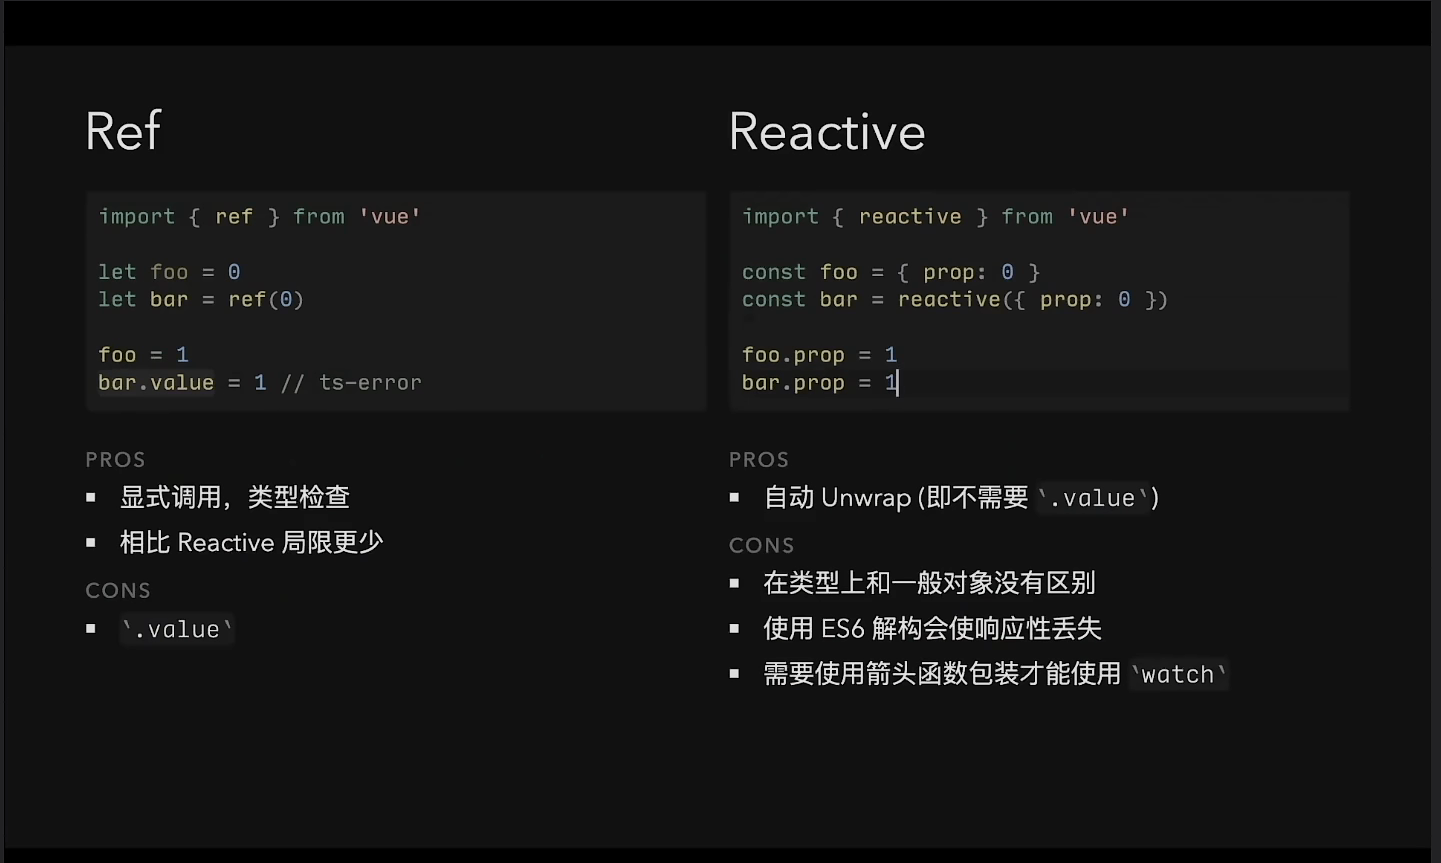 Ref
import { ref } from 'vue'
let foo = 0
let bar = ref(0)
foo = 1
bar.value = 1 // ts-error
PROS
▪ 显式调用，类型检查
▪ 相比 Reactive 局限更少
CONS
▪ `.value`
Reactive
import { reactive } from 'vue'
const foo = { prop: 0 }
const bar = reactive({ prop: 0 })
foo.prop = 1
bar.prop = 1
PROS
▪ 自动 Unwrap (即不需要 `.value`)
CONS
▪ 在类型上和一般对象没有区别
▪ 使用 ES6 解构会使响应性丢失
▪ 需要使用箭头函数包装才能使用 `watch`